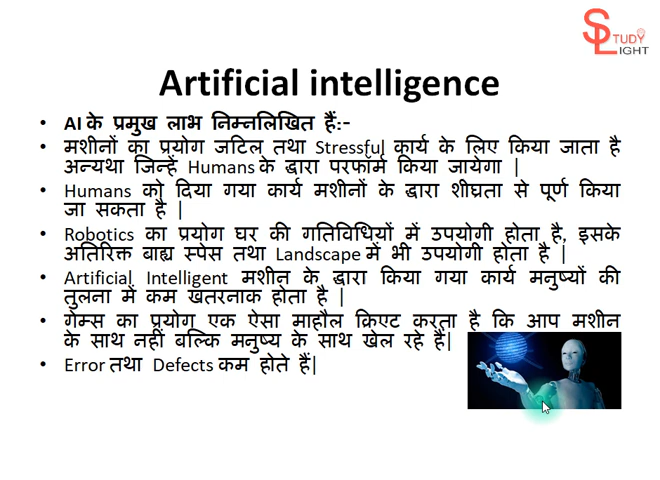 STUDY
LIGHT
Artificial intelligence
• AI के प्रमुख लाभ निम्नलिखित हैं:-
• मशीनों का प्रयोग जटिल तथा Stressful कार्य के लिए किया जाता है
अन्यथा जिन्हें Humans के द्वारा परफॉर्म किया जायेगा |
• Humans को दिया गया कार्य मशीनों के द्वारा शीघ्रता से पूर्ण किया
जा सकता है |
• Robotics का प्रयोग घर की गतिविधियों में उपयोगी होता है, इसके
अतिरिक्त बाह्य स्पेस तथा Landscape में भी उपयोगी होता है |
• Artificial Intelligent मशीन के द्वारा किया गया कार्य मनुष्यों की
तुलना में कम खतरनाक होता है |
• गेम्स का प्रयोग एक ऐसा माहौल क्रिएट करता है कि आप मशीन
के साथ नहीं बल्कि मनुष्य के साथ खेल रहे हैं|
• Error तथा Defects कम होते हैं|